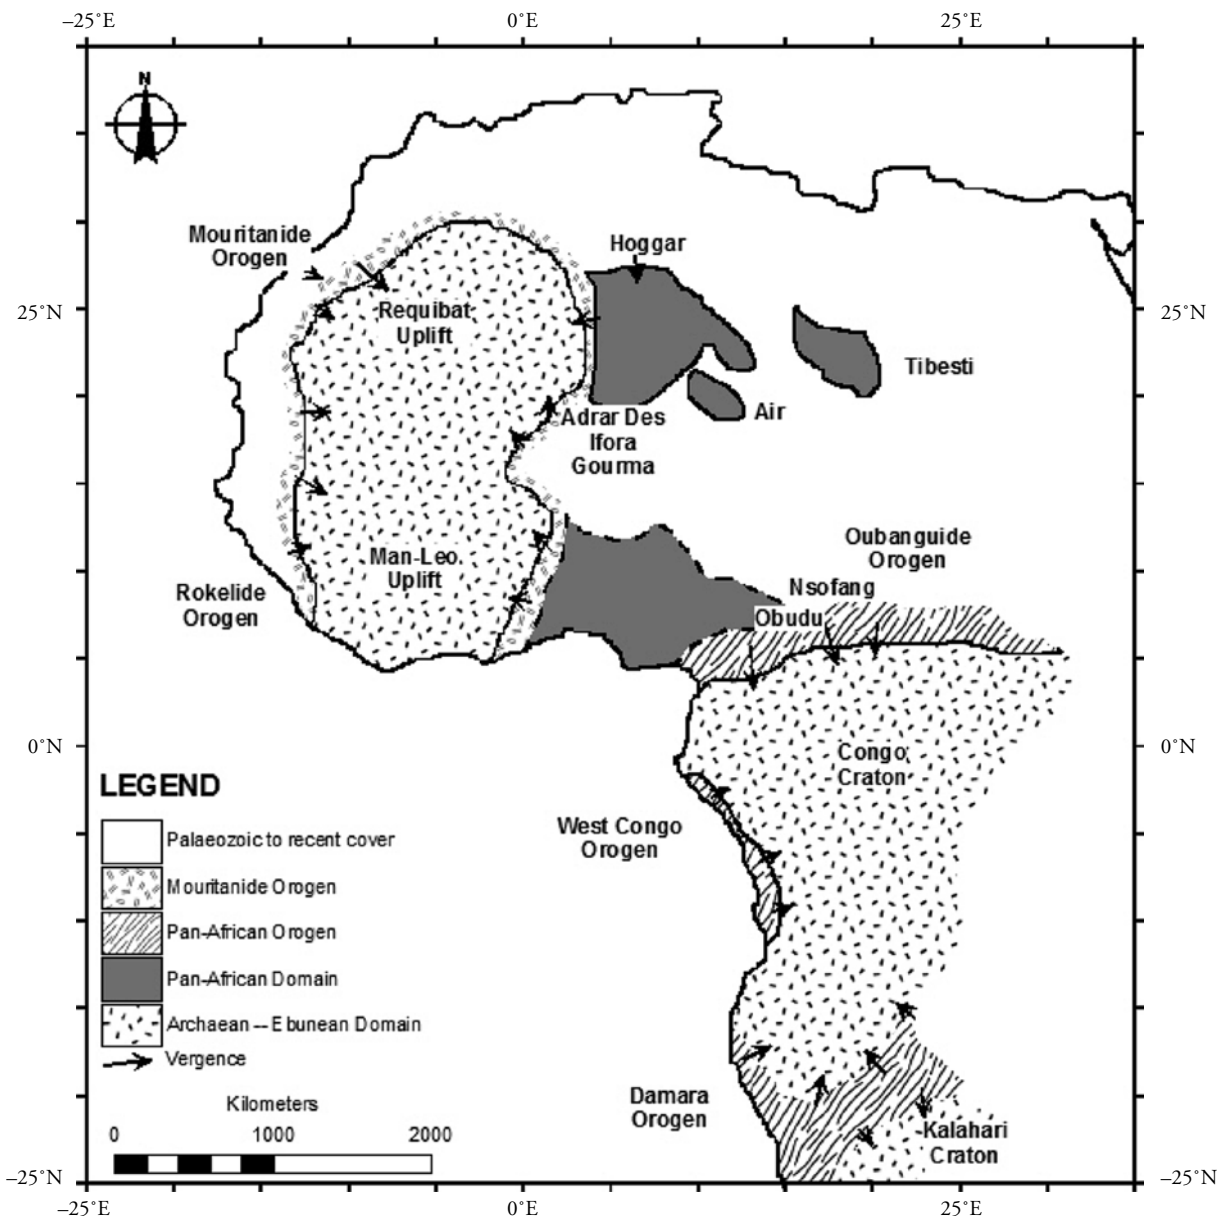 −25˚E
0˚E
25˚E
N
Mouritanide
Orogen
Hoggar
25˚N
Requibat
Uplift
25˚N
Tibesti
Air
Adrar Des
Ifora
Gourma
Oubanguide
Orogen
Man-Leo.
Uplift
Nsofang
Rokelide
Orogen
Obudu
0˚N
Congo
Craton
0˚N
LEGEND
Palaeozoic to recent cover
West Congo
Orogen
Mouritanide Orogen
Pan-African Orogen
Pan-African Domain
Archaean -- Ebunean Domain
Vergence
Kilometers
0 1000 2000
Damara
Orogen
Kalahari
Craton
−25˚N
−25˚N
−25˚E
0˚E
25˚E